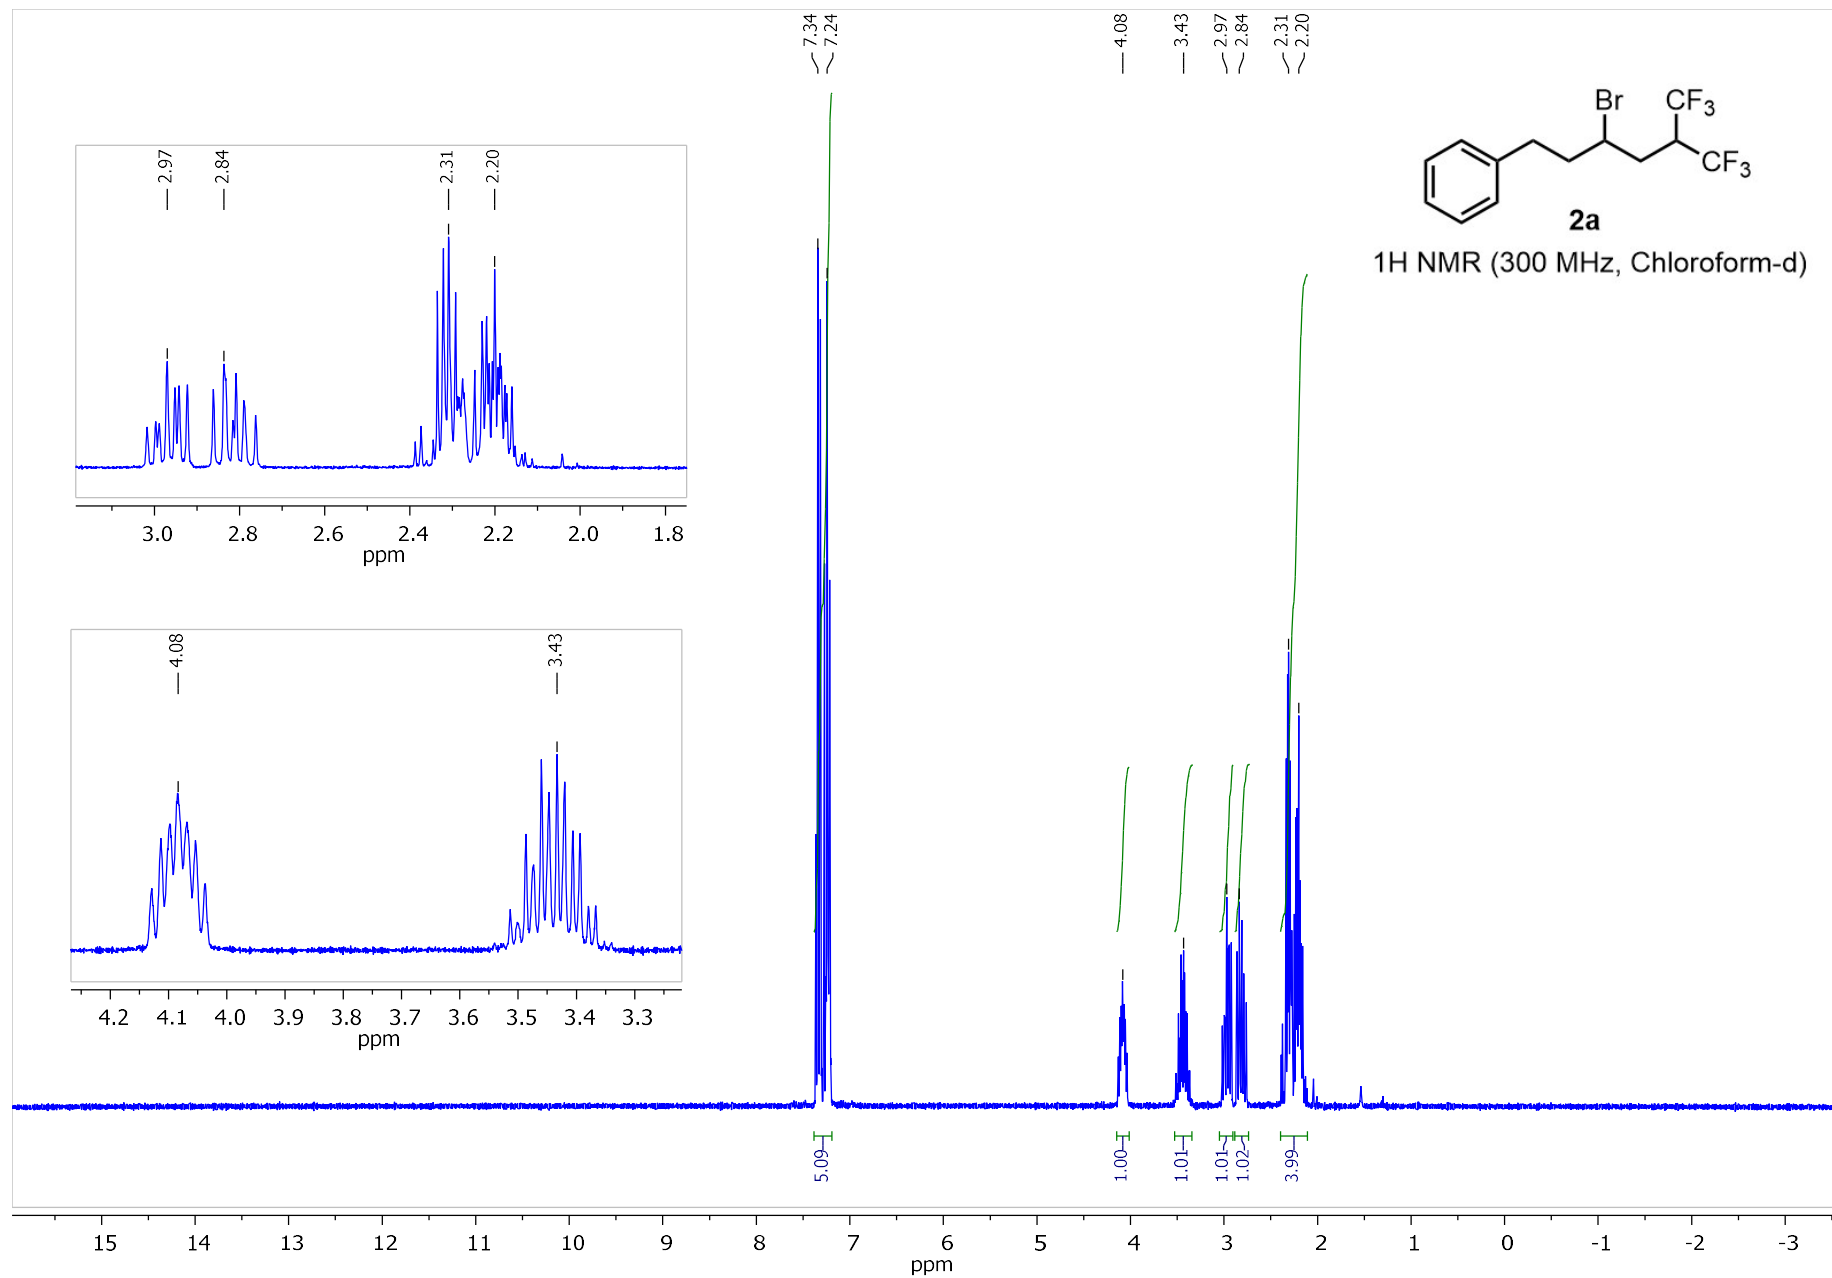 7.34
7.24
4.08
3.43
2.97
2.84
2.31
2.20
Br
CF3
CF3
2a
1H NMR (300 MHz, Chloroform-d)
2.97
2.84
2.31
2.20
3.0 2.8 2.6 2.4 2.2 2.0 1.8
ppm
4.08
3.43
4.2 4.1 4.0 3.9 3.8 3.7 3.6 3.5 3.4 3.3
ppm
5.09
1.00
1.01
1.01
1.02
3.99
15 14 13 12 11 10 9 8 7 6 5 4 3 2 1 0 -1 -2 -3
ppm